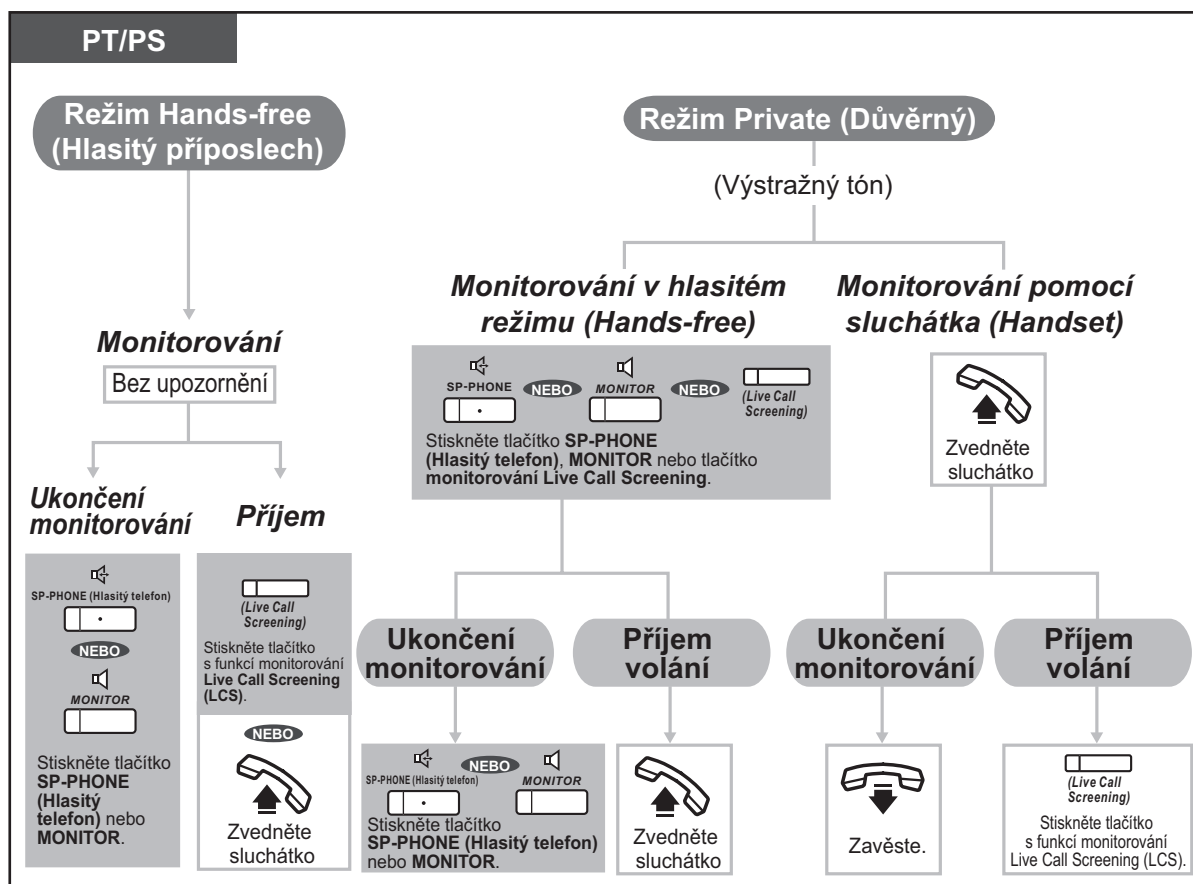 PT/PS
Režim Hands-free
(Hlasitý příposlech)
Monitorování
Bez upozornění
Ukončení
monitorování
SP-PHONE (Hlasitý telefon)
NEBO
MONITOR
Stiskněte tlačítko
SP-PHONE
(Hlasitý
telefon) nebo
MONITOR.
Příjem
(Live Call
Screening)
Stiskněte tlačítko
s funkcí monitorování
Live Call Screening
(LCS).
NEBO
Zvedněte
sluchátko
Režim Private (Důvěrný)
(Výstražný tón)
Monitorování v hlasitém
režimu (Hands-free)
SP-PHONE NEBO MONITOR NEBO (Live Call
Screening)
Stiskněte tlačítko SP-PHONE
(Hlasitý telefon), MONITOR nebo tlačítko
monitorování Live Call Screening.
Ukončení
monitorování
SP-PHONE (Hlasitý telefon) NEBO MONITOR
Stiskněte tlačítko
SP-PHONE (Hlasitý telefon)
nebo MONITOR.
Příjem
volání
Zvedněte
sluchátko
Monitorování pomocí
sluchátka (Handset)
Zvedněte
sluchátko
Ukončení
monitorování
Zavěste.
Příjem
volání
(Live Call
Screening)
Stiskněte tlačítko
s funkcí monitorování
Live Call Screening (LCS).